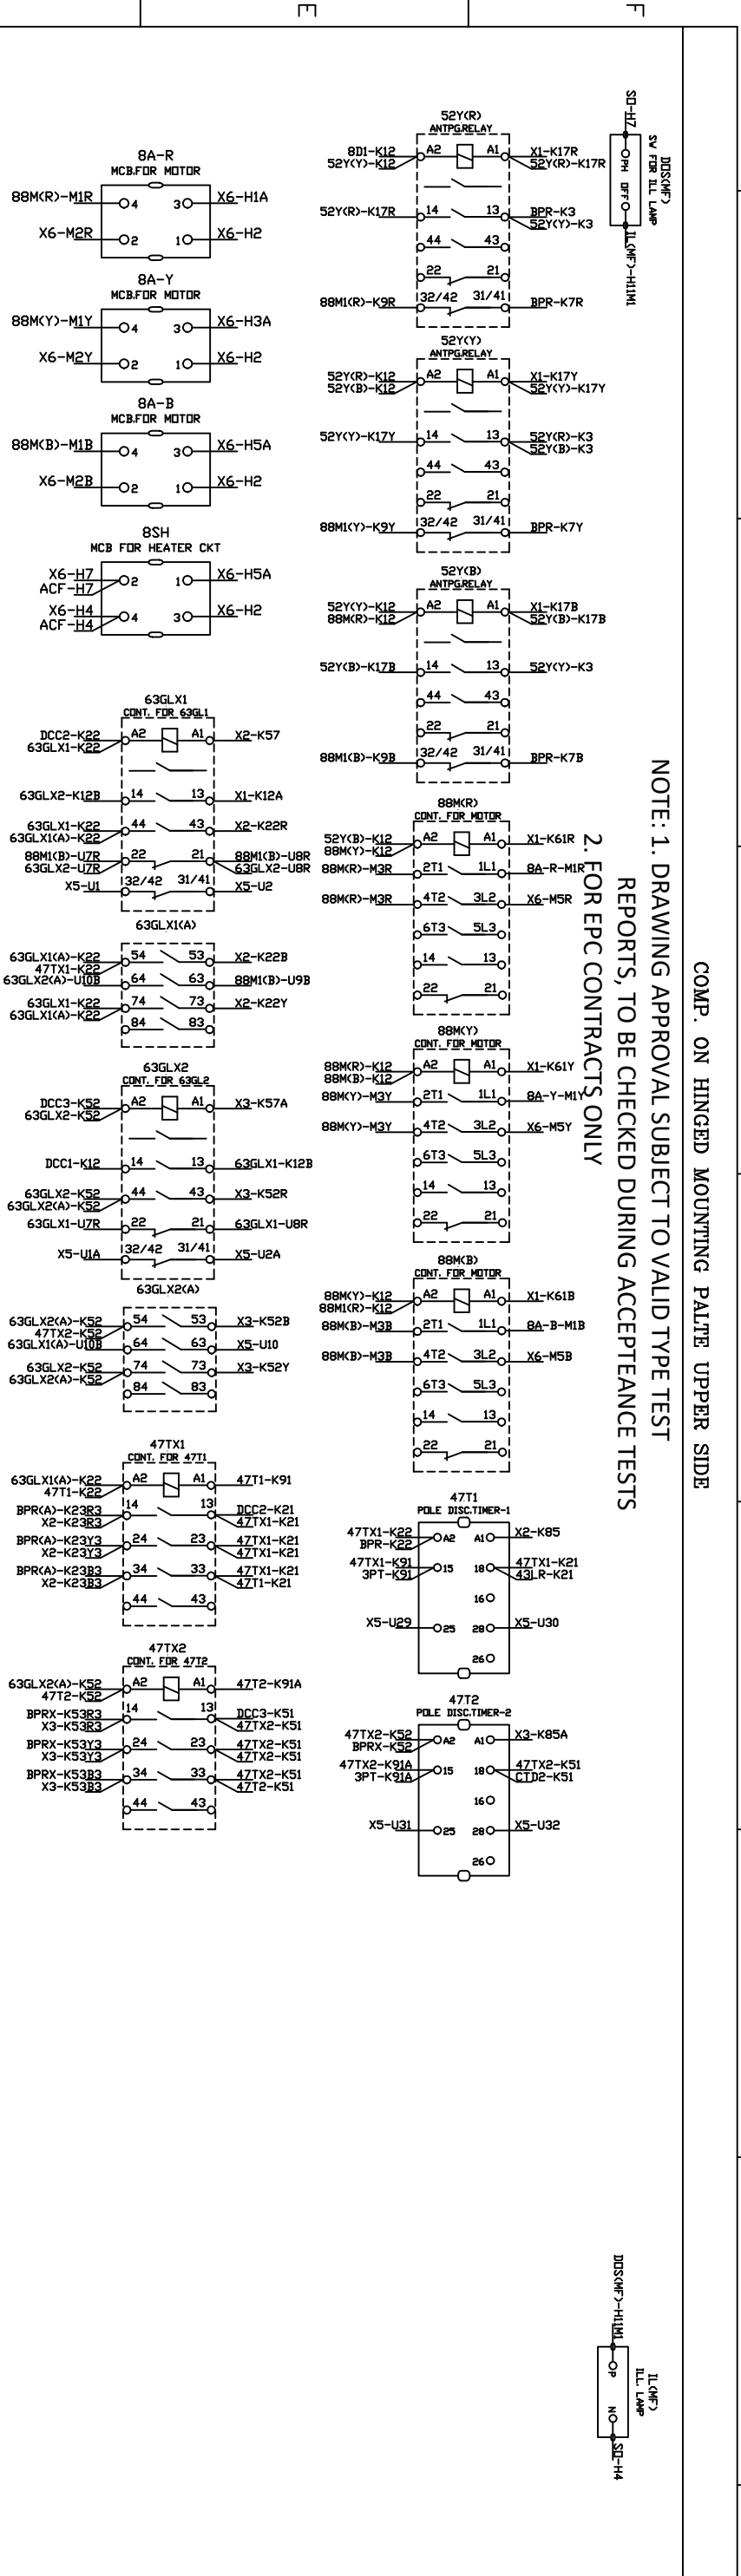 E
F
COMP. ON HINGED MOUNTING PALTE UPPER SIDE
NOTE: 1. DRAWING APPROVAL SUBJECT TO VALID TYPE TEST
REPORTS, TO BE CHECKED DURING ACCEPTEANCE TESTS
2. FOR EPC CONTRACTS ONLY
DOS(MF)
SW FOR ILL LAMP
SO-H7
PH OFF
IL(MF)-H11M1
8A-R
MCB.FOR MOTOR
88M(R)-M1R 4 3 X6-H1A
X6-M2R 2 1 X6-H2
8A-Y
MCB.FOR MOTOR
88M(Y)-M1Y 4 3 X6-H3A
X6-M2Y 2 1 X6-H2
8A-B
MCB.FOR MOTOR
88M(B)-M1B 4 3 X6-H5A
X6-M2B 2 1 X6-H2
8SH
MCB FOR HEATER CKT
X6-H7 2 1 X6-H5A
ACF-H7
X6-H4 4 3 X6-H2
ACF-H4
63GLX1
CONT. FOR 63GL1
DCC2-K22 A2 A1 X2-K57
63GLX1-K22
63GLX2-K12B 14 13 X1-K12A
63GLX1-K22 44 43 X2-K22R
63GLX1(A)-K22
88M1(B)-U7R 22 21 88M1(B)-U8R
63GLX2-U7R 63GLX2-U8R
X5-U1 32/42 31/41 X5-U2
63GLX1(A)
63GLX1(A)-K22 54 53 X2-K22B
47TX1-K22
63GLX2(A)-U10B 64 63 88M1(B)-U9B
63GLX1-K22 74 73 X2-K22Y
63GLX1(A)-K22
84 83
63GLX2
CONT. FOR 63GL2
DCC3-K52 A2 A1 X3-K57A
63GLX2-K52
DCC1-K12 14 13 63GLX1-K12B
63GLX2-K52 44 43 X3-K52R
63GLX2(A)-K52
63GLX1-U7R 22 21 63GLX1-U8R
X5-U1A 32/42 31/41 X5-U2A
63GLX2(A)
63GLX2(A)-K52 54 53 X3-K52B
47TX2-K52
63GLX1(A)-U10B 64 63 X5-U10
63GLX2-K52 74 73 X3-K52Y
63GLX2(A)-K52
84 83
47TX1
CONT. FOR 47T1
63GLX1(A)-K22 A2 A1 47T1-K91
47T1-K22
BPR(A)-K23R3 14 13 DCC2-K21
X2-K23R3 47TX1-K21
BPR(A)-K23Y3 24 23 47TX1-K21
X2-K23Y3 47TX1-K21
BPR(A)-K23B3 34 33 47TX1-K21
X2-K23B3 47T1-K21
44 43
47TX2
CONT. FOR 47T2
63GLX2(A)-K52 A2 A1 47T2-K91A
47T2-K52
BPRX-K53R3 14 13 DCC3-K51
X3-K53R3 47TX2-K51
BPRX-K53Y3 24 23 47TX2-K51
X3-K53Y3 47TX2-K51
BPRX-K53B3 34 33 47TX2-K51
X3-K53B3 47T2-K51
44 43
52Y(R)
ANTPG.RELAY
8D1-K12 A2 A1 X1-K17R
52Y(Y)-K12 52Y(R)-K17R
52Y(R)-K17R 14 13 BPR-K3
52Y(Y)-K3
44 43
22 21
88M1(R)-K9R 32/42 31/41 BPR-K7R
52Y(Y)
ANTPG.RELAY
52Y(R)-K12 A2 A1 X1-K17Y
52Y(B)-K12 52Y(Y)-K17Y
52Y(Y)-K17Y 14 13 52Y(R)-K3
52Y(B)-K3
44 43
22 21
88M1(Y)-K9Y 32/42 31/41 BPR-K7Y
52Y(B)
ANTPG.RELAY
52Y(Y)-K12 A2 A1 X1-K17B
88M(R)-K12 52Y(B)-K17B
52Y(B)-K17B 14 13 52Y(Y)-K3
44 43
22 21
88M1(B)-K9B 32/42 31/41 BPR-K7B
88M(R)
CONT. FOR MOTOR
52Y(B)-K12 A2 A1 X1-K61R
88M(Y)-K12
88M(R)-M3R 2T1 1L1 8A-R-M1R
88M(R)-M3R 4T2 3L2 X6-M5R
6T3 5L3
14 13
22 21
88M(Y)
CONT. FOR MOTOR
88M(R)-K12 A2 A1 X1-K61Y
88M(B)-K12
88M(Y)-M3Y 2T1 1L1 8A-Y-M1Y
88M(Y)-M3Y 4T2 3L2 X6-M5Y
6T3 5L3
14 13
22 21
88M(B)
CONT. FOR MOTOR
88M(Y)-K12 A2 A1 X1-K61B
88M1(R)-K12
88M(B)-M3B 2T1 1L1 8A-B-M1B
88M(B)-M3B 4T2 3L2 X6-M5B
6T3 5L3
14 13
22 21
47T1
POLE DISC.TIMER-1
47TX1-K22 A2 A1 X2-K85
BPR-K22
47TX1-K91 15 18 47TX1-K21
3PT-K91 43LR-K21
16
X5-U29 25 28 X5-U30
26
47T2
POLE DISC.TIMER-2
47TX2-K52 A2 A1 X3-K85A
BPRX-K52
47TX2-K91A 15 18 47TX2-K51
3PT-K91A CTD2-K51
16
X5-U31 25 28 X5-U32
26
IL(MF)
ILL. LAMP
DOS(MF)-H11M1
P N
SO-H4